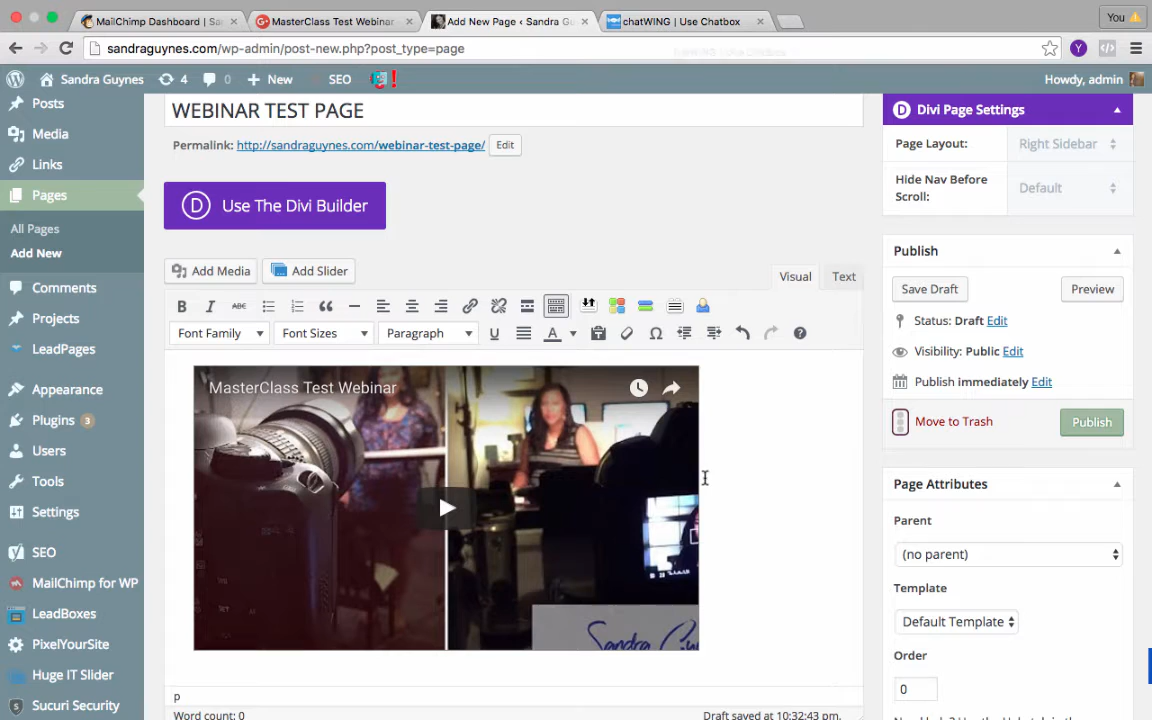 MailChimp Dashboard | Sa
MasterClass Test Webinar
Add New Page ‹ Sandra Gu
chatWING | Use Chatbox
You
sandraguynes.com/wp-admin/post-new.php?post_type=page
Sandra Guynes
4
0
New
SEO
Howdy, admin
Posts
Media
Links
Pages
All Pages
Add New
Comments
Projects
LeadPages
Appearance
Plugins 3
Users
Tools
Settings
SEO
MailChimp for WP
LeadBoxes
PixelYourSite
Huge IT Slider
Sucuri Security
WEBINAR TEST PAGE
Permalink: http://sandraguynes.com/webinar-test-page/ Edit
D Use The Divi Builder
Add Media
Add Slider
Visual Text
B I ABC
Font Family
Font Sizes
Paragraph
U A
MasterClass Test Webinar
p
Word count: 0
Draft saved at 10:32:43 pm.
D Divi Page Settings
Page Layout: Right Sidebar
Hide Nav Before
Scroll:
Default
Publish
Save Draft
Preview
Status: Draft Edit
Visibility: Public Edit
Publish immediately Edit
Move to Trash
Publish
Page Attributes
Parent
(no parent)
Template
Default Template
Order
0